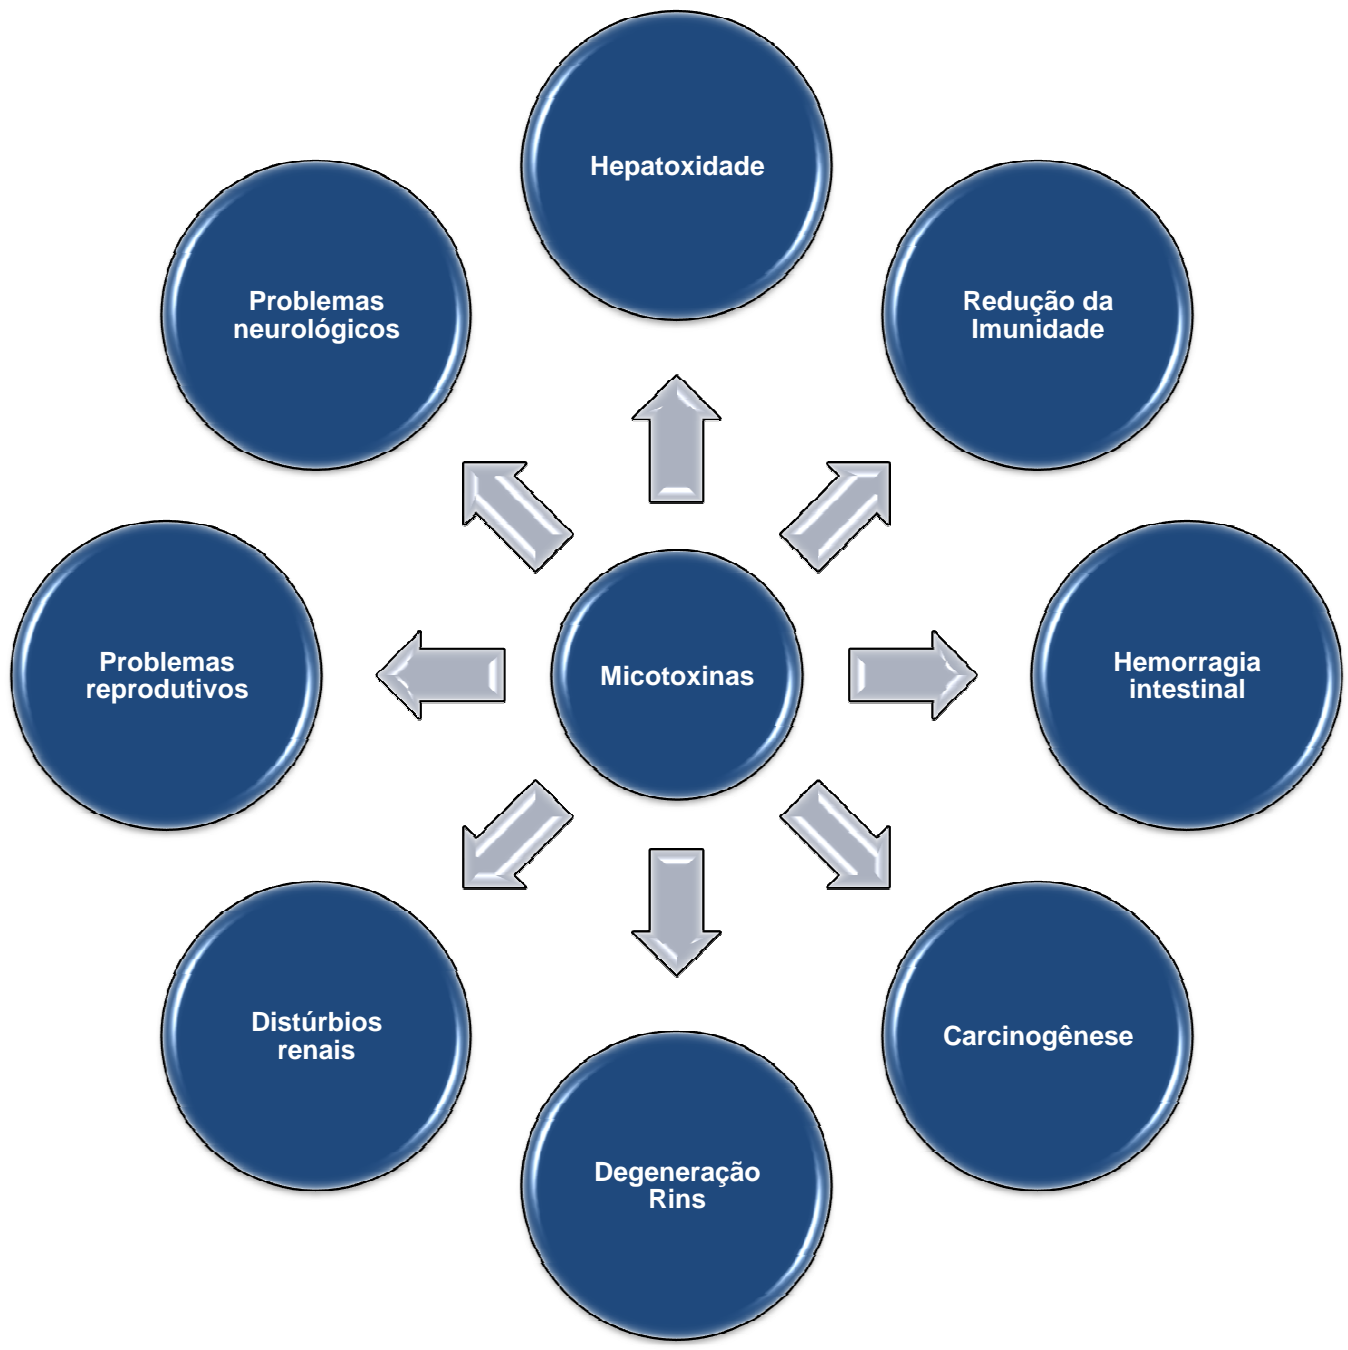 Hepatoxidade
Problemas
neurológicos
Redução da
Imunidade
Problemas
reprodutivos
Micotoxinas
Hemorragia
intestinal
Distúrbios
renais
Carcinogênese
Degeneração
Rins